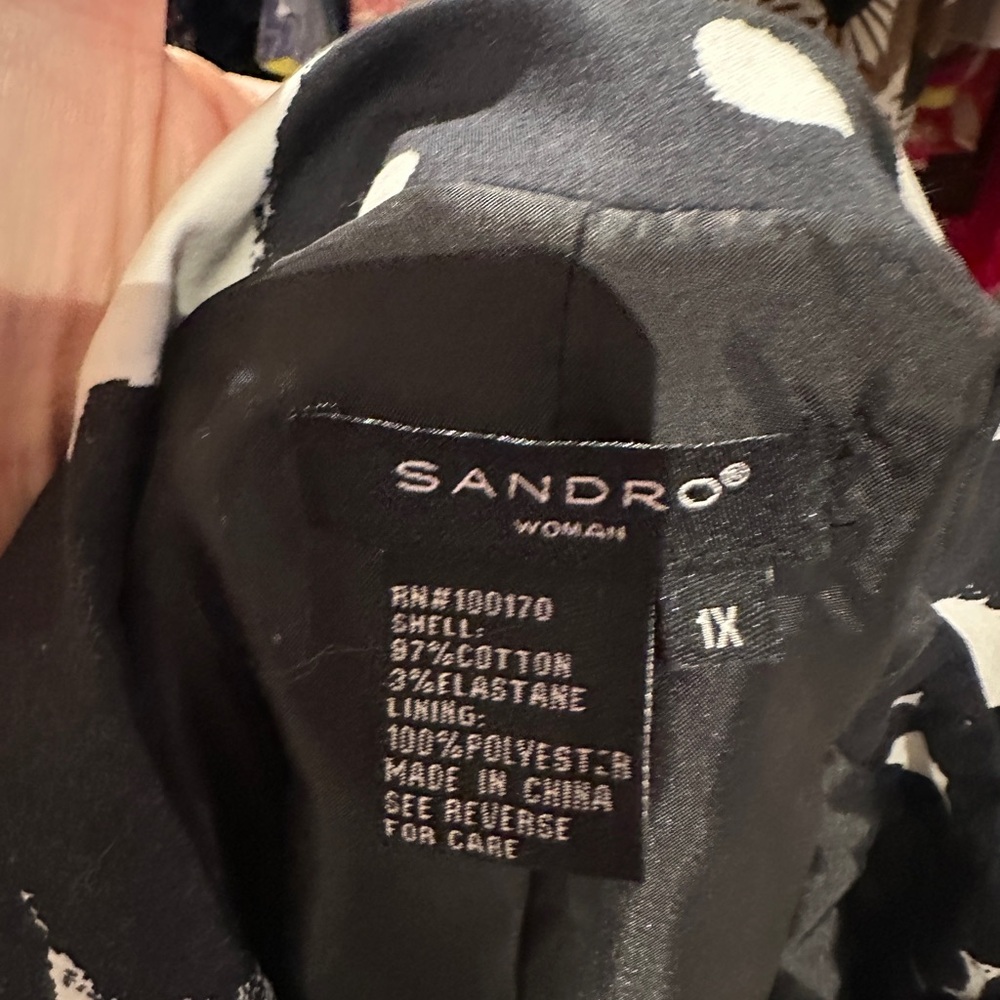 SANDRO®
WOMAN
RN#100170
SHELL:
97%COTTON
3%ELASTANE
LINING:
100%POLYESTER
MADE IN CHINA
SEE REVERSE
FOR CARE
1X